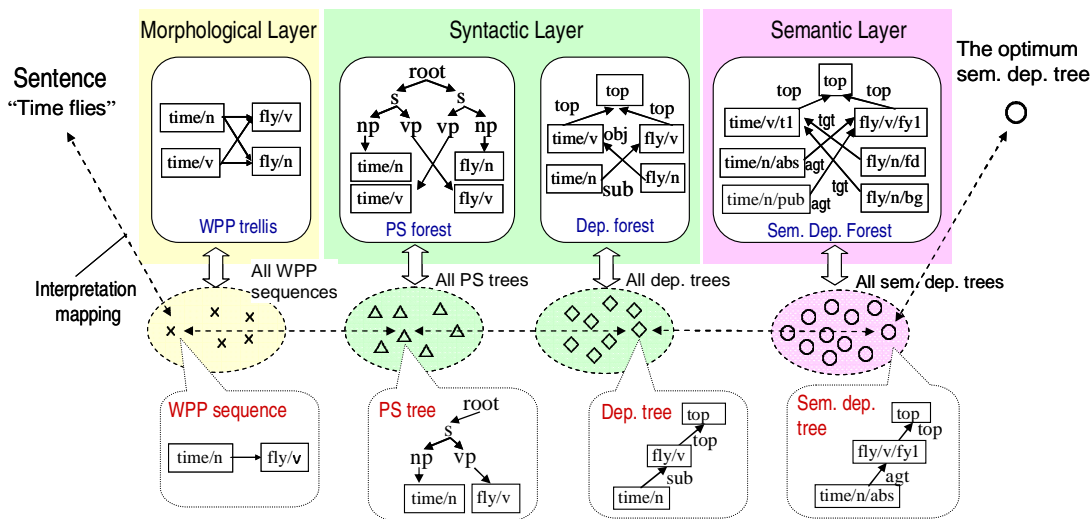 Morphological Layer
Syntactic Layer
Semantic Layer
Sentence
“Time flies”
The optimum
sem. dep. tree
time/n
fly/v
time/v
fly/n
WPP trellis
root
s
s
np
vp
vp
np
time/n
fly/n
time/v
fly/v
PS forest
top
top
top
time/v
obj
fly/v
time/n
sub
fly/n
Dep. forest
top
top
top
time/v/t1
tgt
fly/v/fy1
time/n/abs
agt
fly/n/fd
time/n/pub
agt
tgt
fly/n/bg
Sem. Dep. Forest
Interpretation
mapping
All WPP
sequences
All PS trees
All dep. trees
All sem. dep. trees
WPP sequence
time/n
fly/v
PS tree
root
s
np
vp
time/n
fly/v
Dep. tree
top
top
fly/v
sub
time/n
Sem. dep.
tree
top
top
fly/v/fy1
agt
time/n/abs